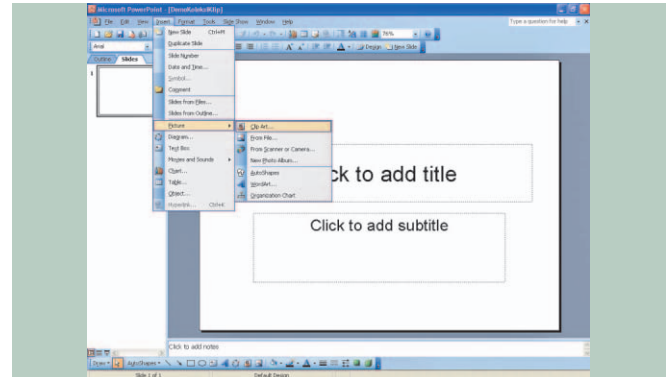 Microsoft PowerPoint - [DemoKoleksiKlip]
File Edit View Insert Format Tools Slide Show Window Help
Type a question for help
76%
Arial
Design New Slide
Outline Slides
1
New Slide Ctrl+M
Duplicate Slide
Slide Number
Date and Time...
Symbol...
Comment
Slides from Files...
Slides from Outline...
Picture
Diagram...
Text Box
Movies and Sounds
Chart...
Table...
Object...
Hyperlink... Ctrl+K
Clip Art...
From File...
From Scanner or Camera...
New Photo Album...
AutoShapes
WordArt...
Organization Chart
ck to add title
Click to add subtitle
Click to add notes
Draw AutoShapes
Slide 1 of 1 Default Design